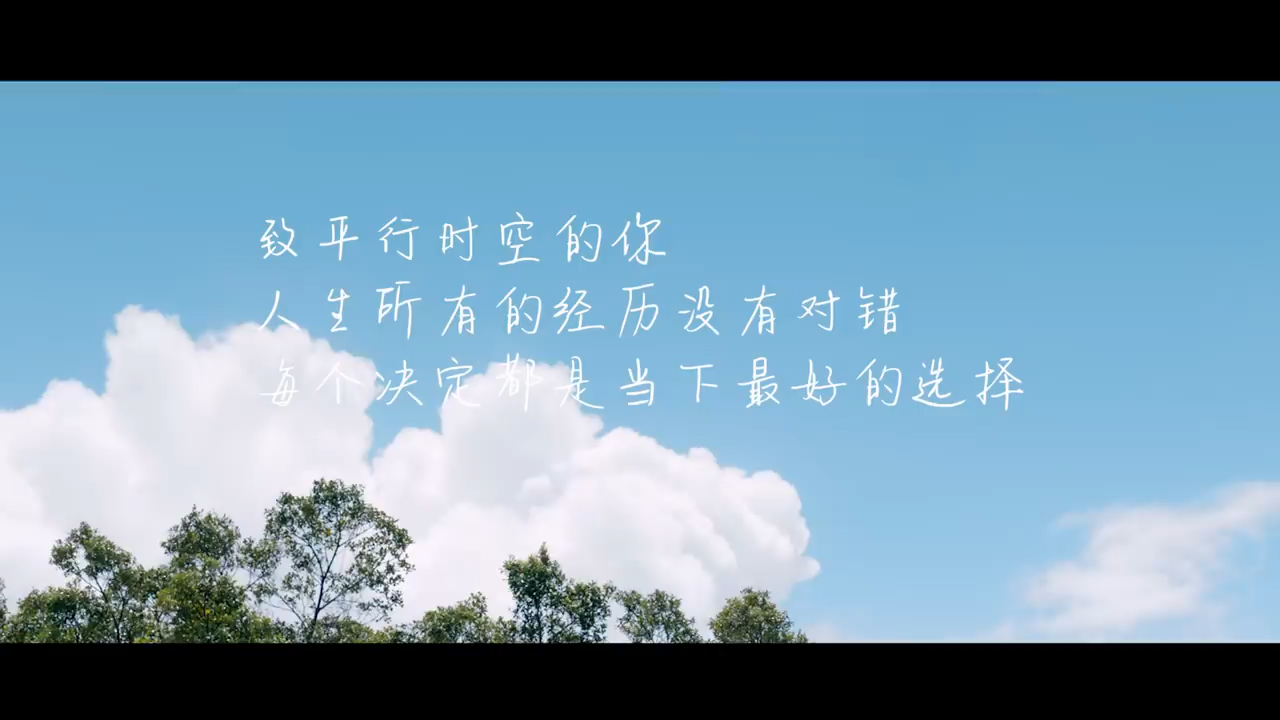 致平行时空的你
人生所有的经历没有对错
每个决定都是当下最好的选择